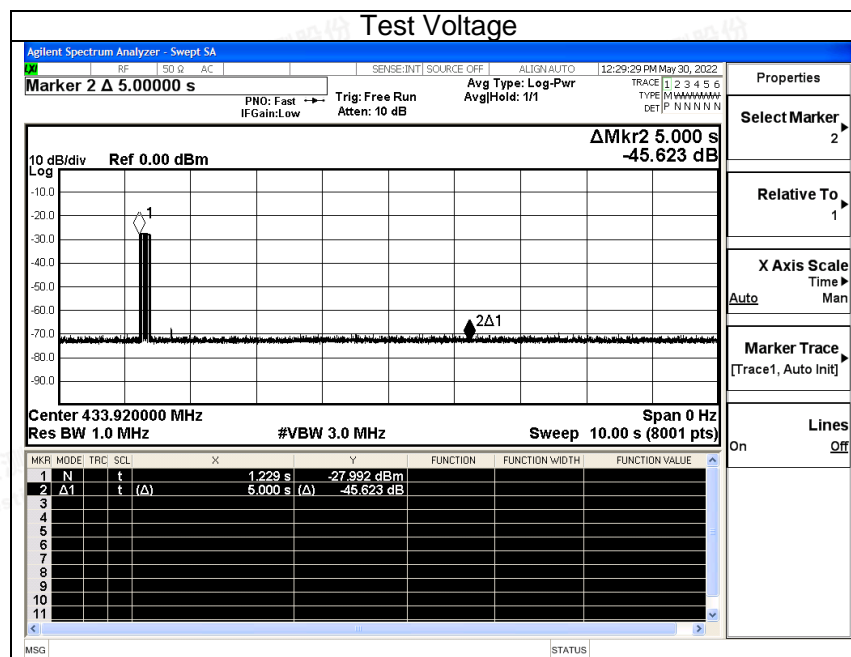 Test Voltage
Agilent Spectrum Analyzer - Swept SA
LXI RF 50 Ω AC SENSE:INT SOURCE OFF ALIGN AUTO 12:29:29 PM May 30, 2022
Marker 2 Δ 5.00000 s
PNO: Fast
IFGain:Low
Trig: Free Run
Atten: 10 dB
Avg Type: Log-Pwr
Avg|Hold: 1/1
TRACE 1 2 3 4 5 6
TYPE MWWWWW
DET P N N N N N
ΔMkr2 5.000 s
-45.623 dB
10 dB/div Ref 0.00 dBm
Log
-10.0
-20.0
-30.0
-40.0
-50.0
-60.0
-70.0
-80.0
-90.0
1
2Δ1
Center 433.920000 MHz Span 0 Hz
Res BW 1.0 MHz #VBW 3.0 MHz Sweep 10.00 s (8001 pts)
MKR MODE TRC SCL X Y FUNCTION FUNCTION WIDTH FUNCTION VALUE
1 N t 1.229 s -27.992 dBm
2 Δ1 t (Δ) 5.000 s (Δ) -45.623 dB
3
4
5
6
7
8
9
10
11
MSG STATUS
Properties
Select Marker
2
Relative To
1
X Axis Scale
Time
Auto Man
Marker Trace
[Trace1, Auto Init]
Lines
On Off